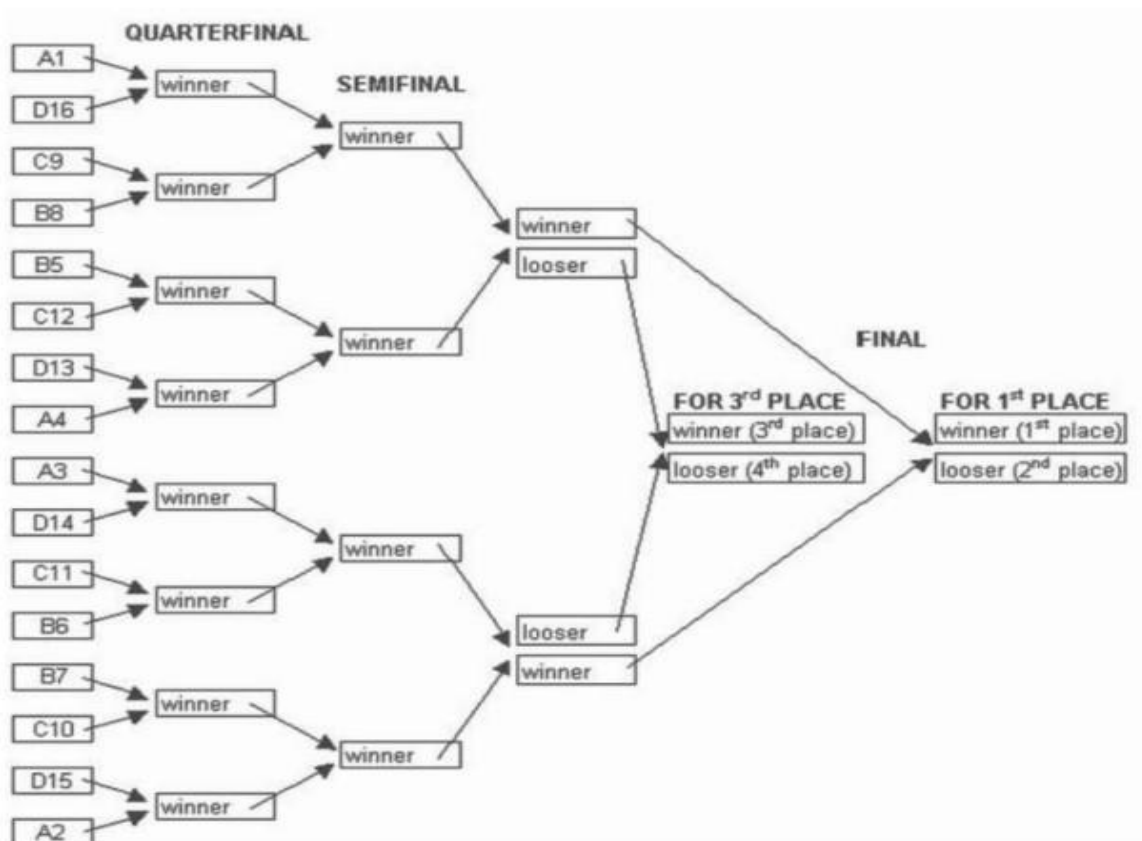 QUARTERFINAL
A1
winner
D16
SEMIFINAL
winner
C9
winner
B8
winner
looser
B5
winner
C12
winner
D13
winner
A4
FINAL
FOR 3rd PLACE
winner (3rd place)
looser (4th place)
FOR 1st PLACE
winner (1st place)
looser (2nd place)
A3
winner
D14
winner
C11
winner
B6
looser
winner
B7
winner
C10
winner
D15
winner
A2